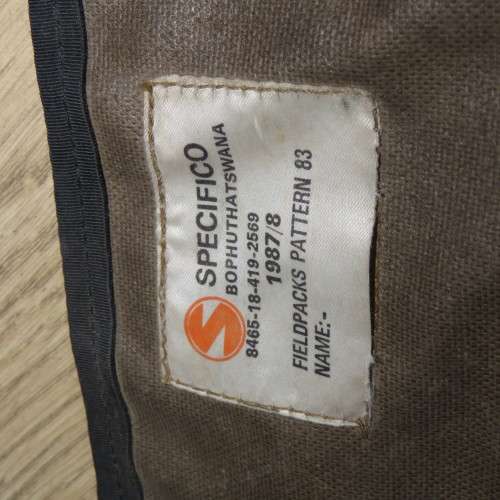 SPECIFICO
BOPHUTHATSWANA
8465-18-419-2569
1987/8
FIELDPACKS PATTERN 83
NAME:-